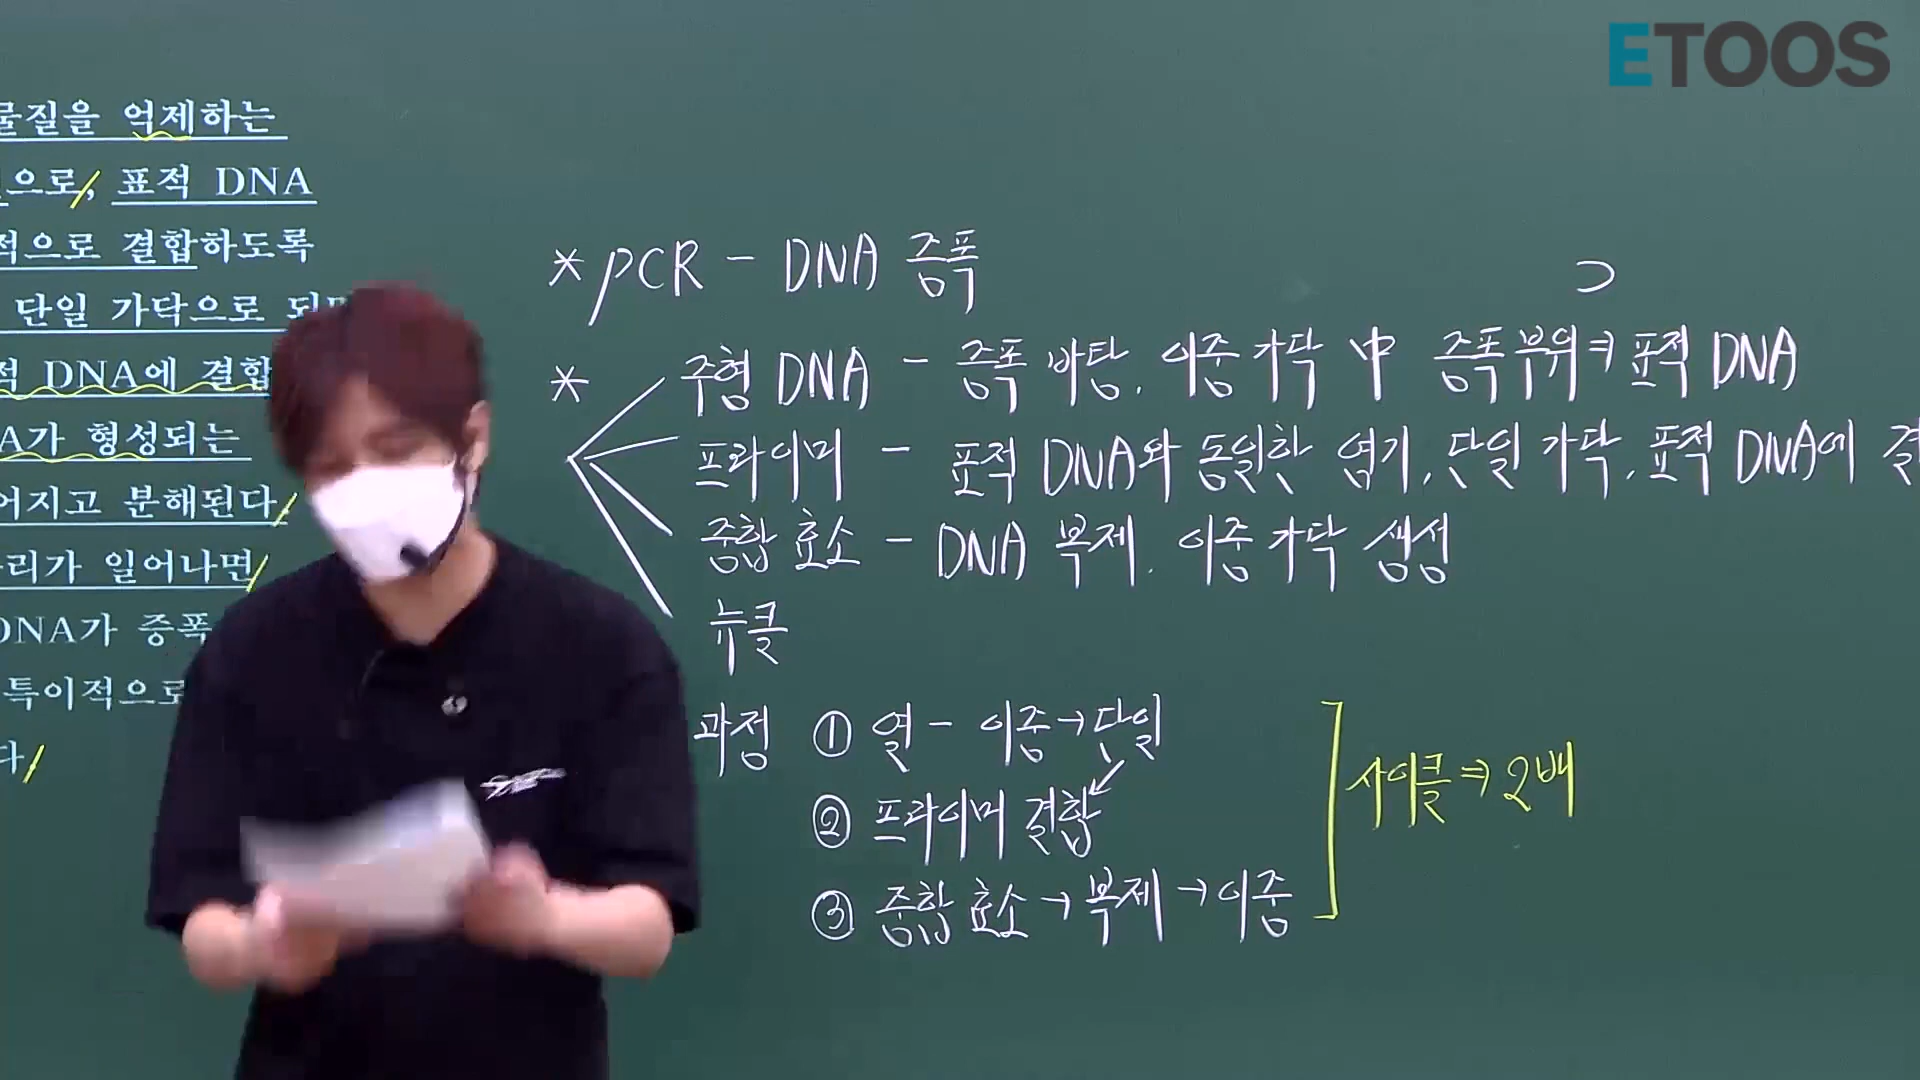 ETOOS
물질을 억제하는
으로, 표적 DNA
적으로 결합하도록
단일 가닥으로
적 DNA에 결합
A가 형성되는
어지고 분해된다
리가 일어나면
DNA가 증폭
특이적으로
다
* PCR - DNA 증폭
*
주형 DNA - 증폭 바탕. 이중 가닥 中 증폭 부위 ⇒ 표적 DNA
프라이머 - 표적 DNA와 동일한 염기, 단일 가닥, 표적 DNA에 결
중합 효소 - DNA 복제. 이중 가닥 생성
뉴클
과정 ① 열 - 이중 → 단일
② 프라이머 결합
③ 중합 효소 → 복제 → 이중
사이클 ⇒ 2배